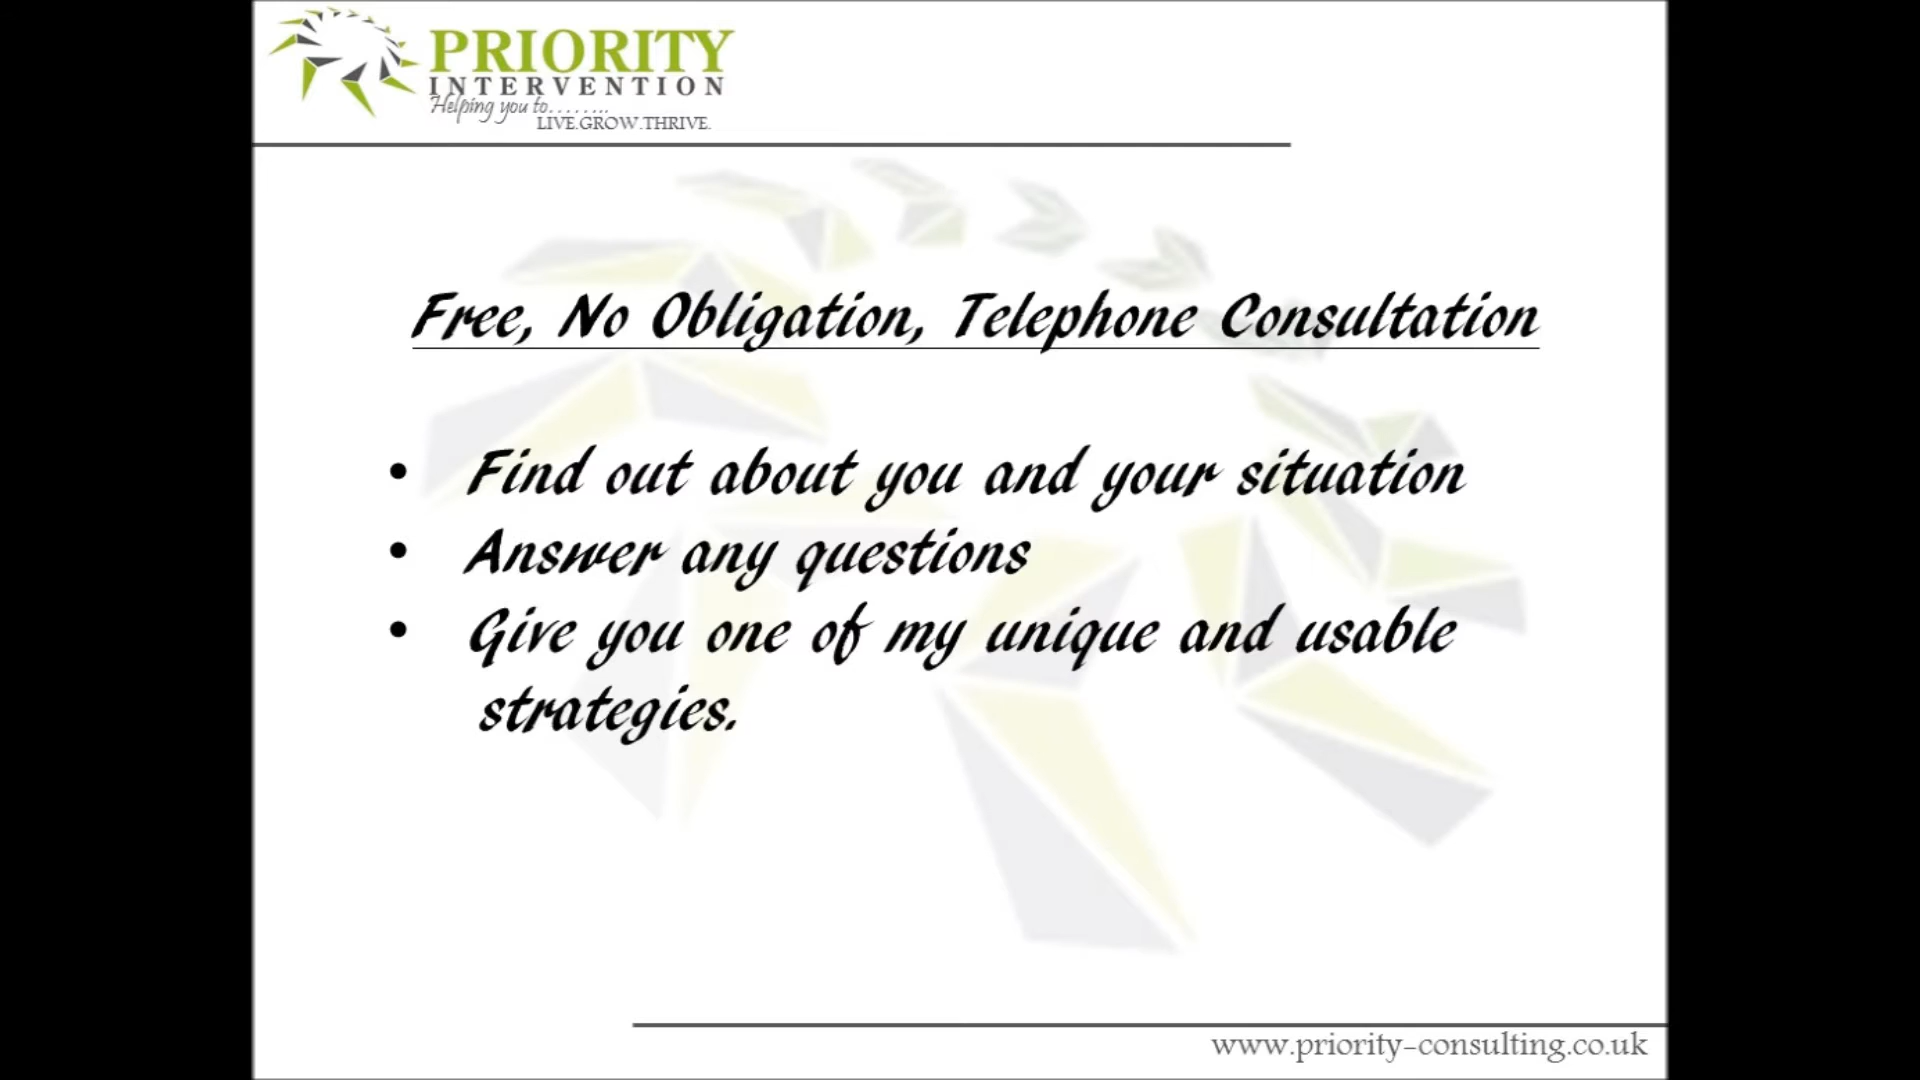 PRIORITY
INTERVENTION
Helping you to........
LIVE.GROW.THRIVE.
Free, No Obligation, Telephone Consultation
• Find out about you and your situation
• Answer any questions
• Give you one of my unique and usable
strategies.
www.priority-consulting.co.uk